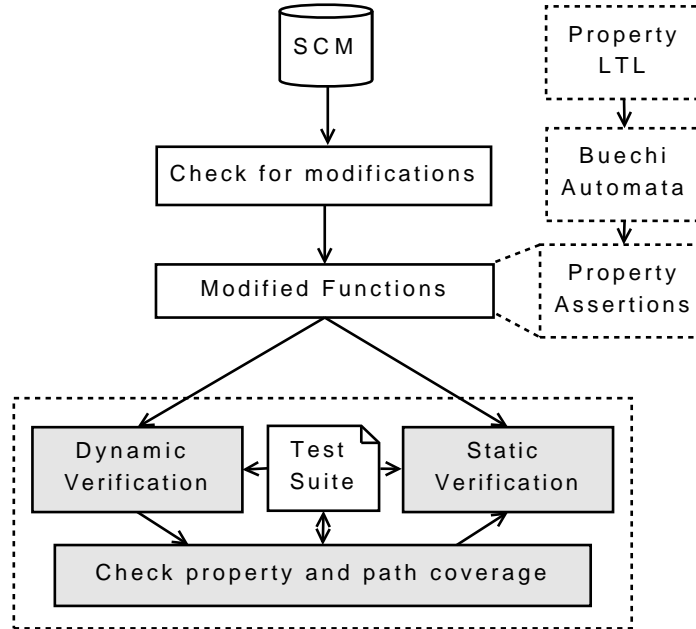 SCM
Property
LTL
Check for modifications
Buechi
Automata
Modified Functions
Property
Assertions
Dynamic
Verification
Test
Suite
Static
Verification
Check property and path coverage